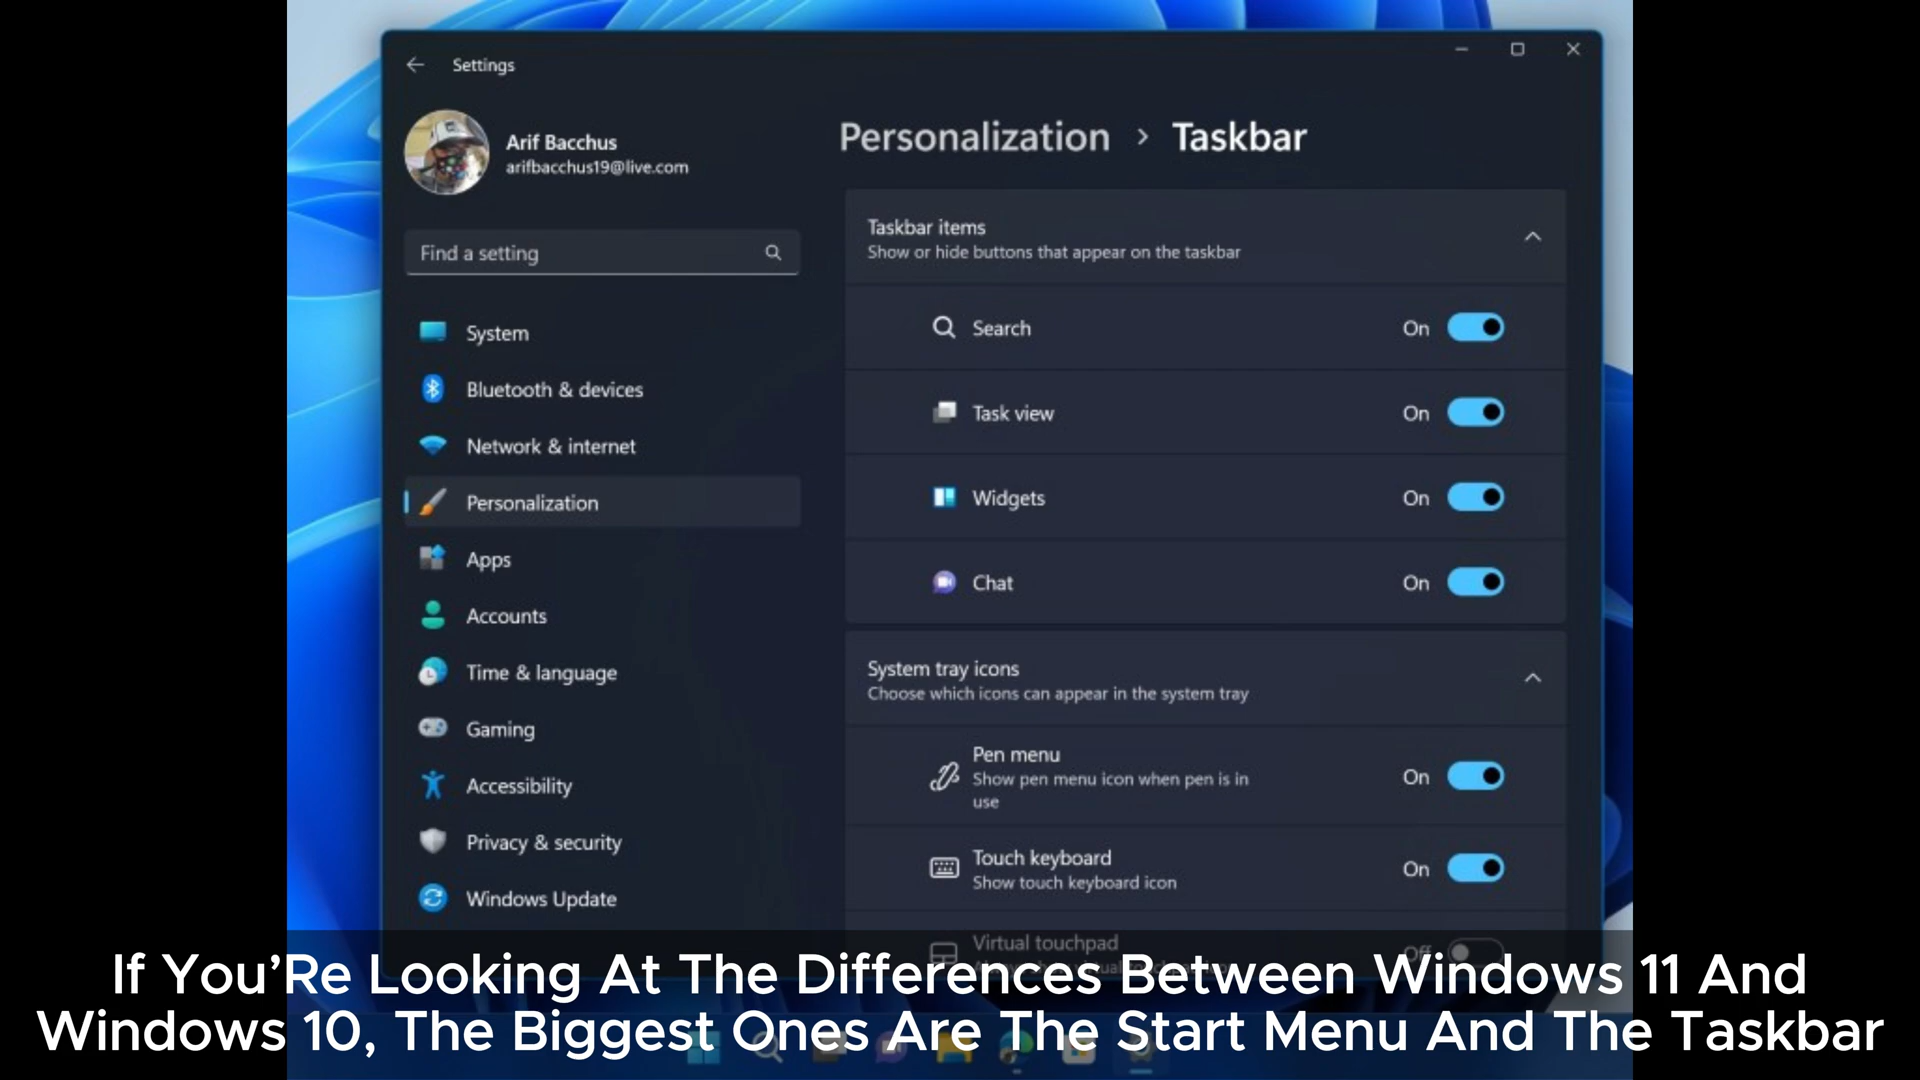 Settings
Arif Bacchus
arifbacchus19@live.com
Find a setting
System
Bluetooth & devices
Network & internet
Personalization
Apps
Accounts
Time & language
Gaming
Accessibility
Privacy & security
Windows Update
Personalization > Taskbar
Taskbar items
Show or hide buttons that appear on the taskbar
Search On
Task view On
Widgets On
Chat On
System tray icons
Choose which icons can appear in the system tray
Pen menu
Show pen menu icon when pen is in
use
On
Touch keyboard
Show touch keyboard icon
On
Virtual touchpad
Off
If You’Re Looking At The Differences Between Windows 11 And
Windows 10, The Biggest Ones Are The Start Menu And The Taskbar